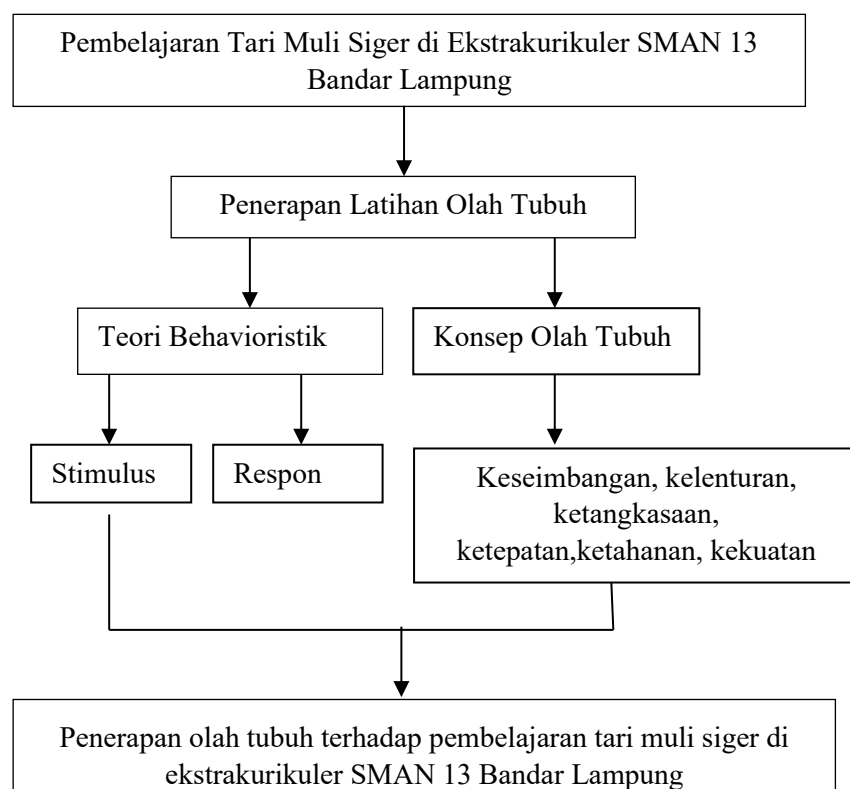 Pembelajaran Tari Muli Siger di Ekstrakurikuler SMAN 13
Bandar Lampung
Penerapan Latihan Olah Tubuh
Teori Behavioristik
Konsep Olah Tubuh
Stimulus
Respon
Keseimbangan, kelenturan,
ketangkasaan,
ketepatan,ketahanan, kekuatan
Penerapan olah tubuh terhadap pembelajaran tari muli siger di
ekstrakurikuler SMAN 13 Bandar Lampung